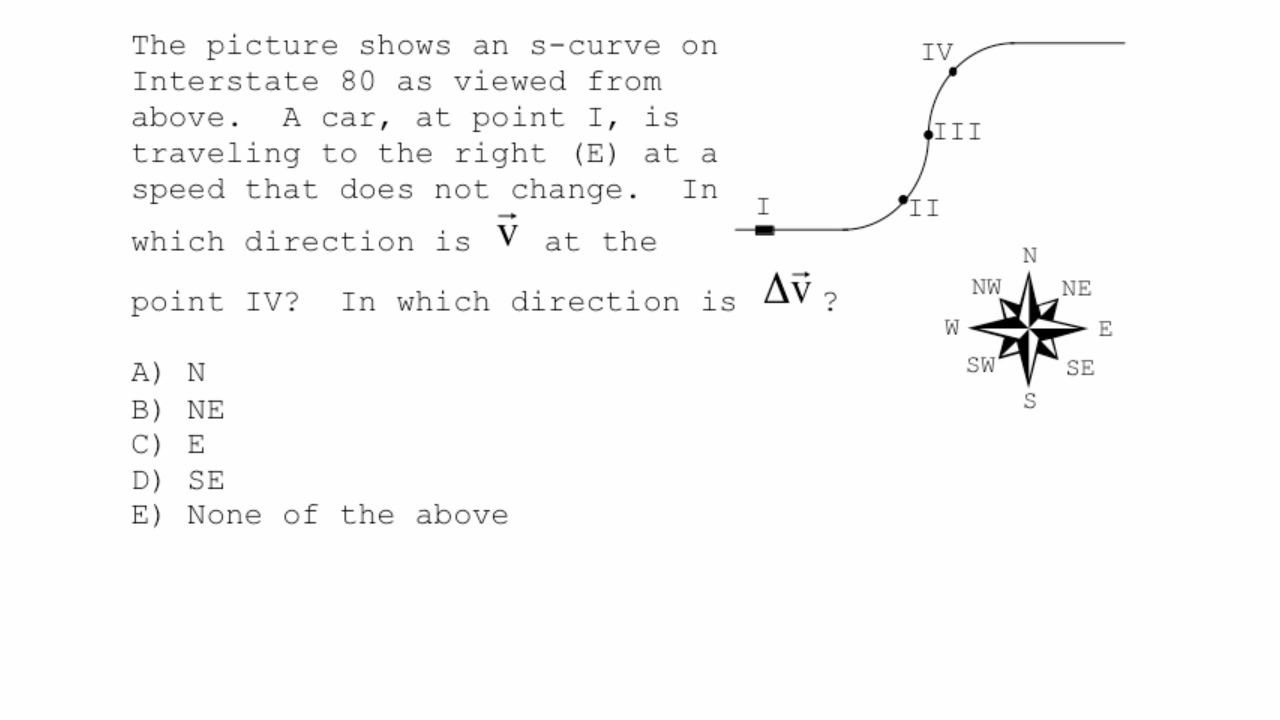 The picture shows an s-curve on
Interstate 80 as viewed from
above.  A car, at point I, is
traveling to the right (E) at a
speed that does not change.  In
which direction is v⃗ at the
point IV?  In which direction is Δv⃗ ?
A) N
B) NE
C) E
D) SE
E) None of the above
IV
III
II
I
N
NW
NE
W
E
SW
SE
S